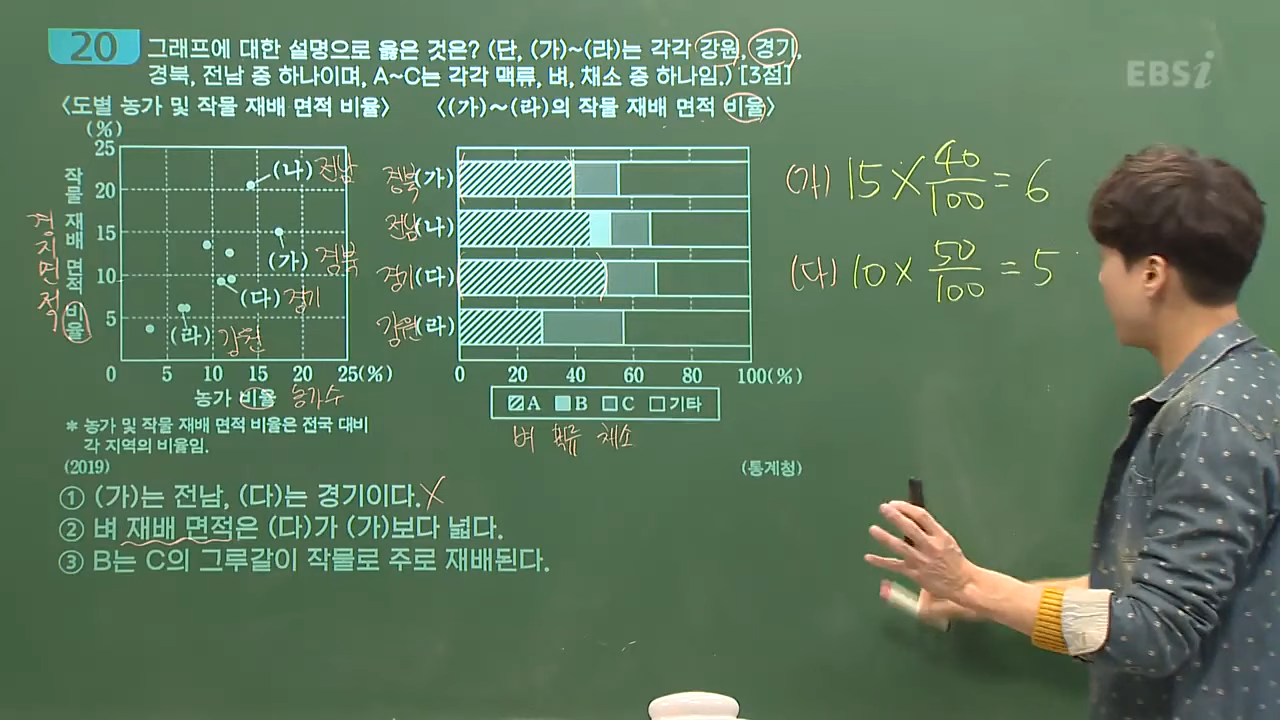 20 그래프에 대한 설명으로 옳은 것은? (단, (가)~(라)는 각각 강원, 경기,
경북, 전남 중 하나이며, A~C는 각각 맥류, 벼, 채소 중 하나임.) [3점]
EBSi
〈도별 농가 및 작물 재배 면적 비율〉 〈(가)~(라)의 작물 재배 면적 비율〉
(%)
25
20
15
10
5
0 5 10 15 20 25(%)
작물 재배 면적 비율
경지면적
농가 비율 농가수
(나) 전남
(가) 경북
(다) 경기
(라) 강원
경북 (가)
전남 (나)
경기 (다)
강원 (라)
0 20 40 60 80 100(%)
A B C 기타
벼 맥류 채소
* 농가 및 작물 재배 면적 비율은 전국 대비
각 지역의 비율임.
(2019) (통계청)
① (가)는 전남, (다)는 경기이다. X
② 벼 재배 면적은 (다)가 (가)보다 넓다.
③ B는 C의 그루갈이 작물로 주로 재배된다.
(가) 15 × 40/100 = 6
(다) 10 × 50/100 = 5